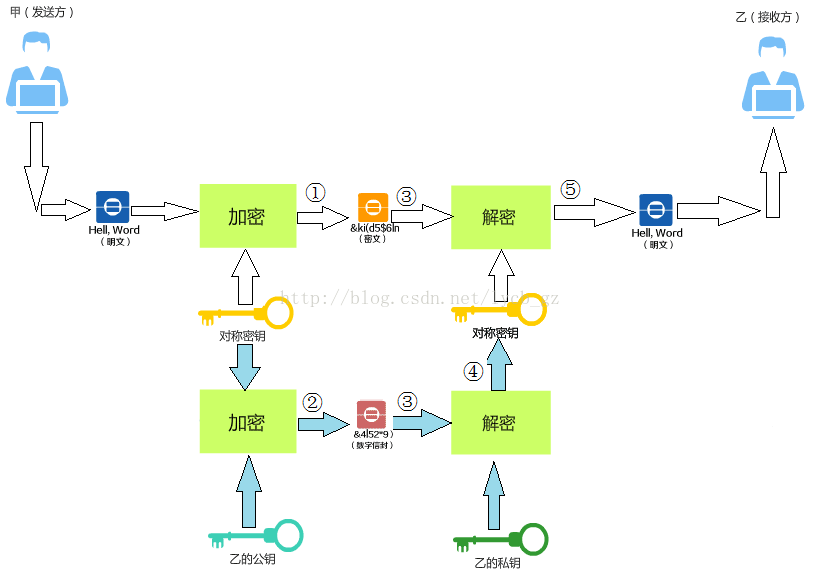 甲（发送方）
乙（接收方）
①
③
⑤
加密
解密
Hell, Word
（明文）
&ki(d5$6ln
（密文）
Hell, Word
（明文）
http://blog.csdn.net/lycb_gz
对称密钥
对称密钥
④
②
③
加密
解密
&4l52*9）
（数字信封）
乙的公钥
乙的私钥